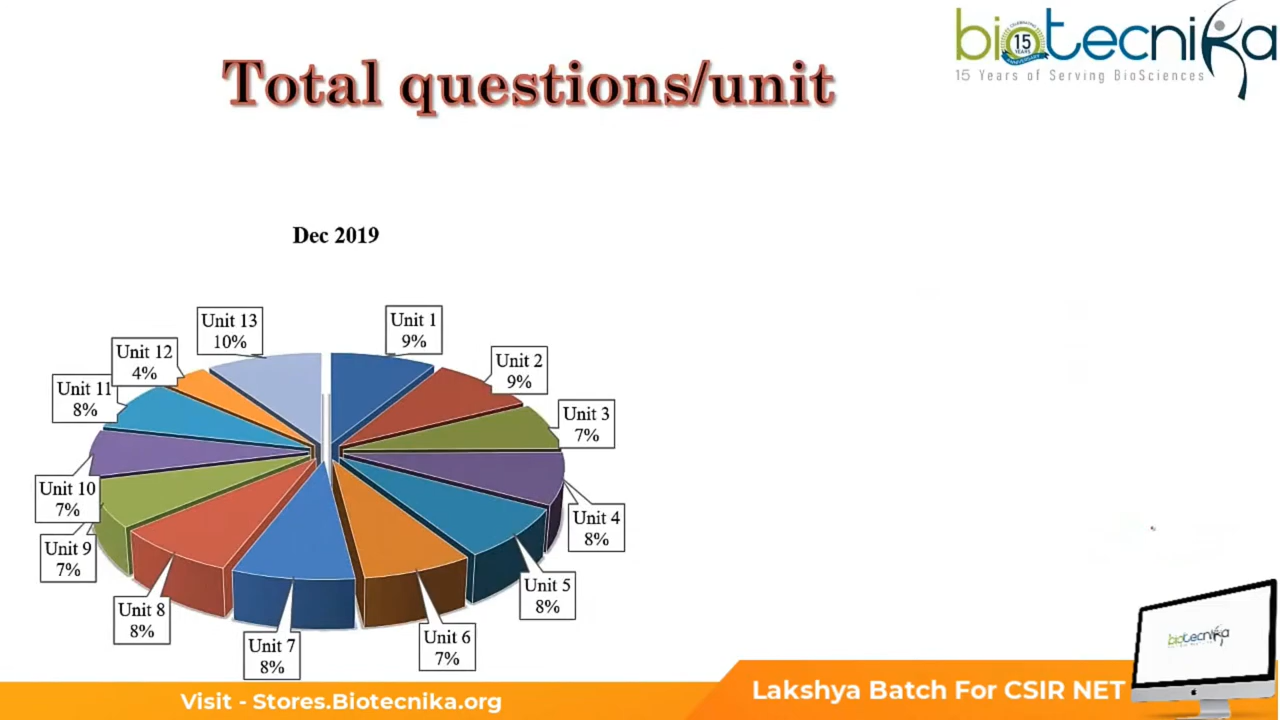 biotecnika
CELEBRATING
15
YEARS
ANNIVERSARY
15 Years of Serving BioSciences
Total questions/unit
Dec 2019
Unit 13
10%
Unit 1
9%
Unit 12
4%
Unit 2
9%
Unit 11
8%
Unit 3
7%
Unit 10
7%
Unit 4
8%
Unit 9
7%
Unit 5
8%
Unit 8
8%
Unit 6
7%
Unit 7
8%
biotecnika
Lakshya Batch For CSIR NET
Visit - Stores.Biotecnika.org